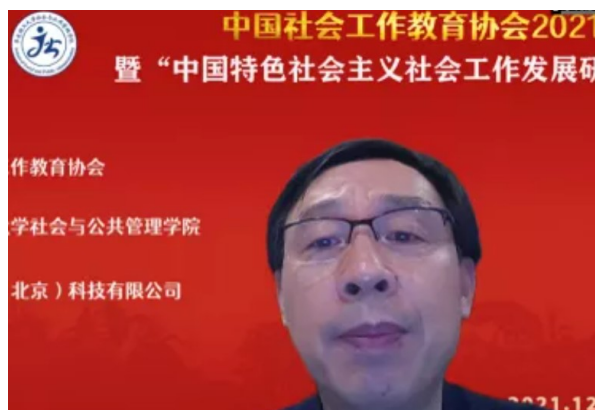 中国社会工作教育协会2021
暨“中国特色社会主义社会工作发展研
工作教育协会
学社会与公共管理学院
北京）科技有限公司
2021.12